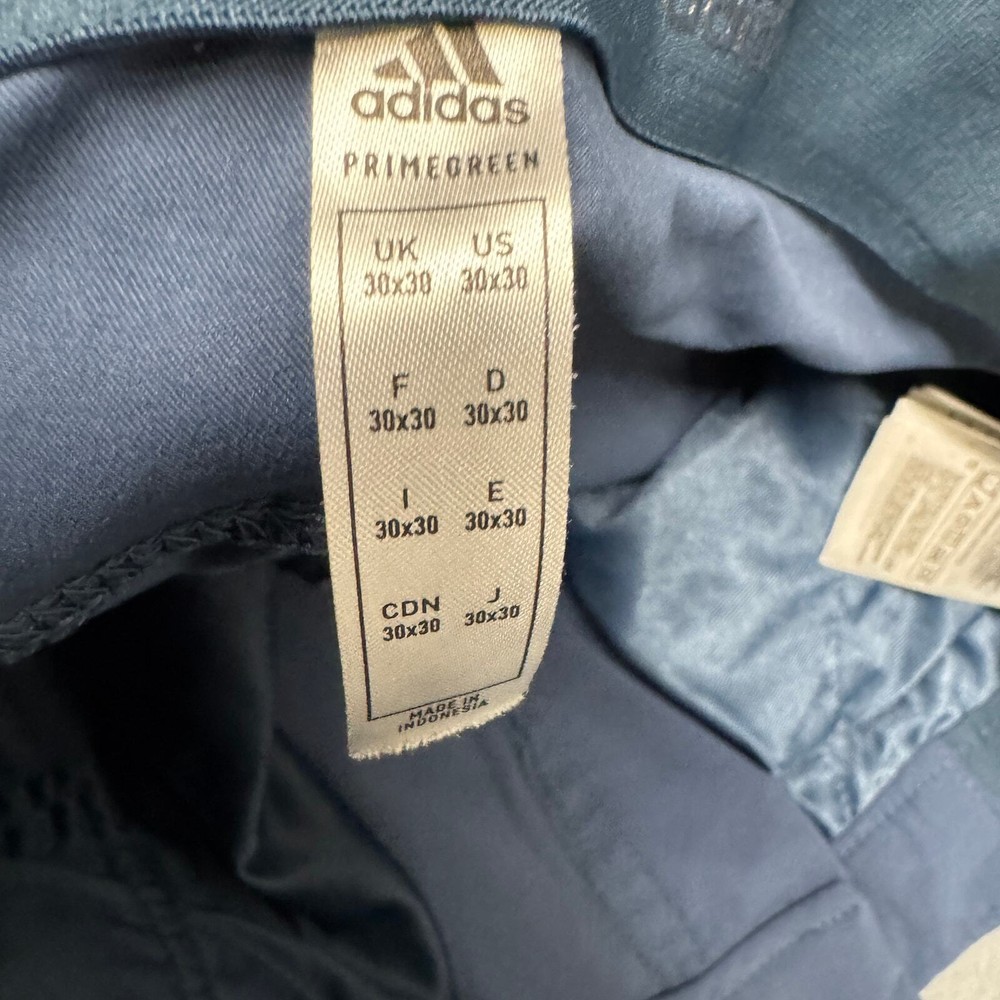 adidas
PRIMEGREEN
UK US
30x30 30x30
F D
30x30 30x30
I E
30x30 30x30
CDN J
30x30 30x30
MADE IN
INDONESIA